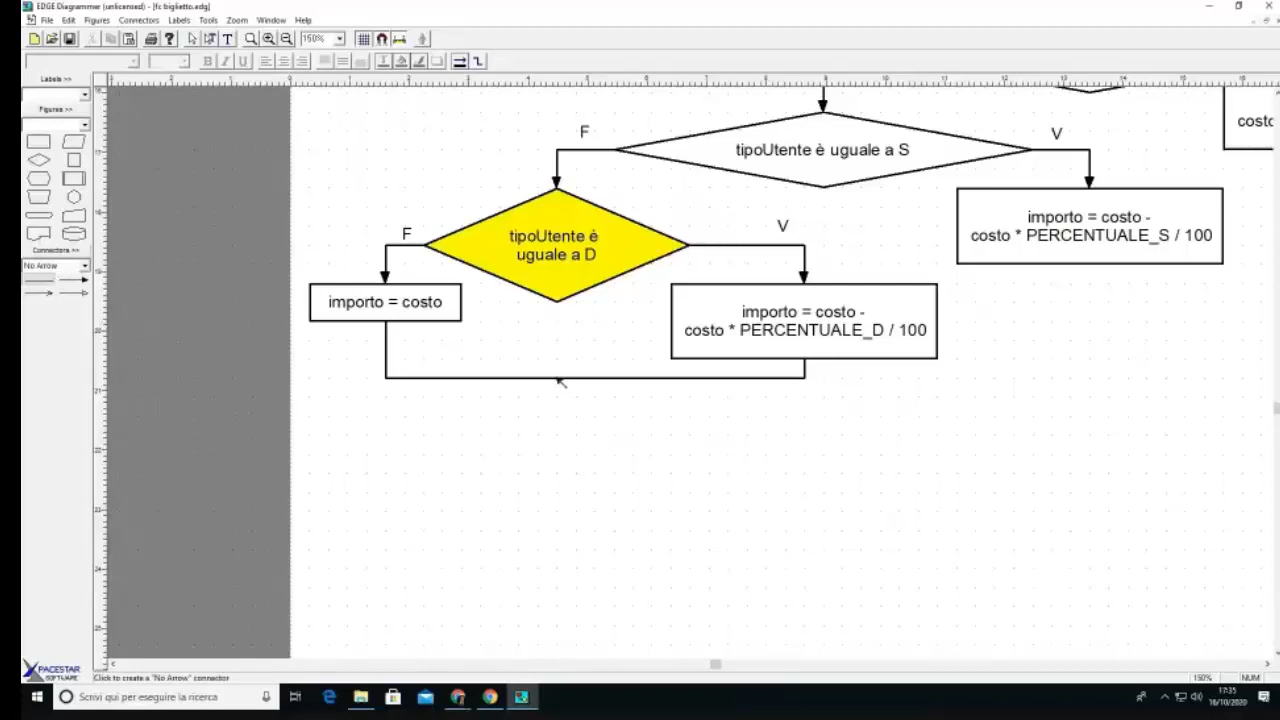 EDGE Diagrammer (unlicensed) - [fc biglietto.edg]
File Edit Figures Connectors Labels Tools Zoom Window Help
150%
B I U
Labels >>
Figures >>
Connectors >>
No Arrow
F
V
tipoUtente è uguale a S
costo
importo = costo -
costo * PERCENTUALE_S / 100
F
V
tipoUtente è
uguale a D
importo = costo
importo = costo -
costo * PERCENTUALE_D / 100
PACESTAR
SOFTWARE
Click to create a "No Arrow" connector
150%
NUM
Scrivi qui per eseguire la ricerca
17:35
16/10/2020